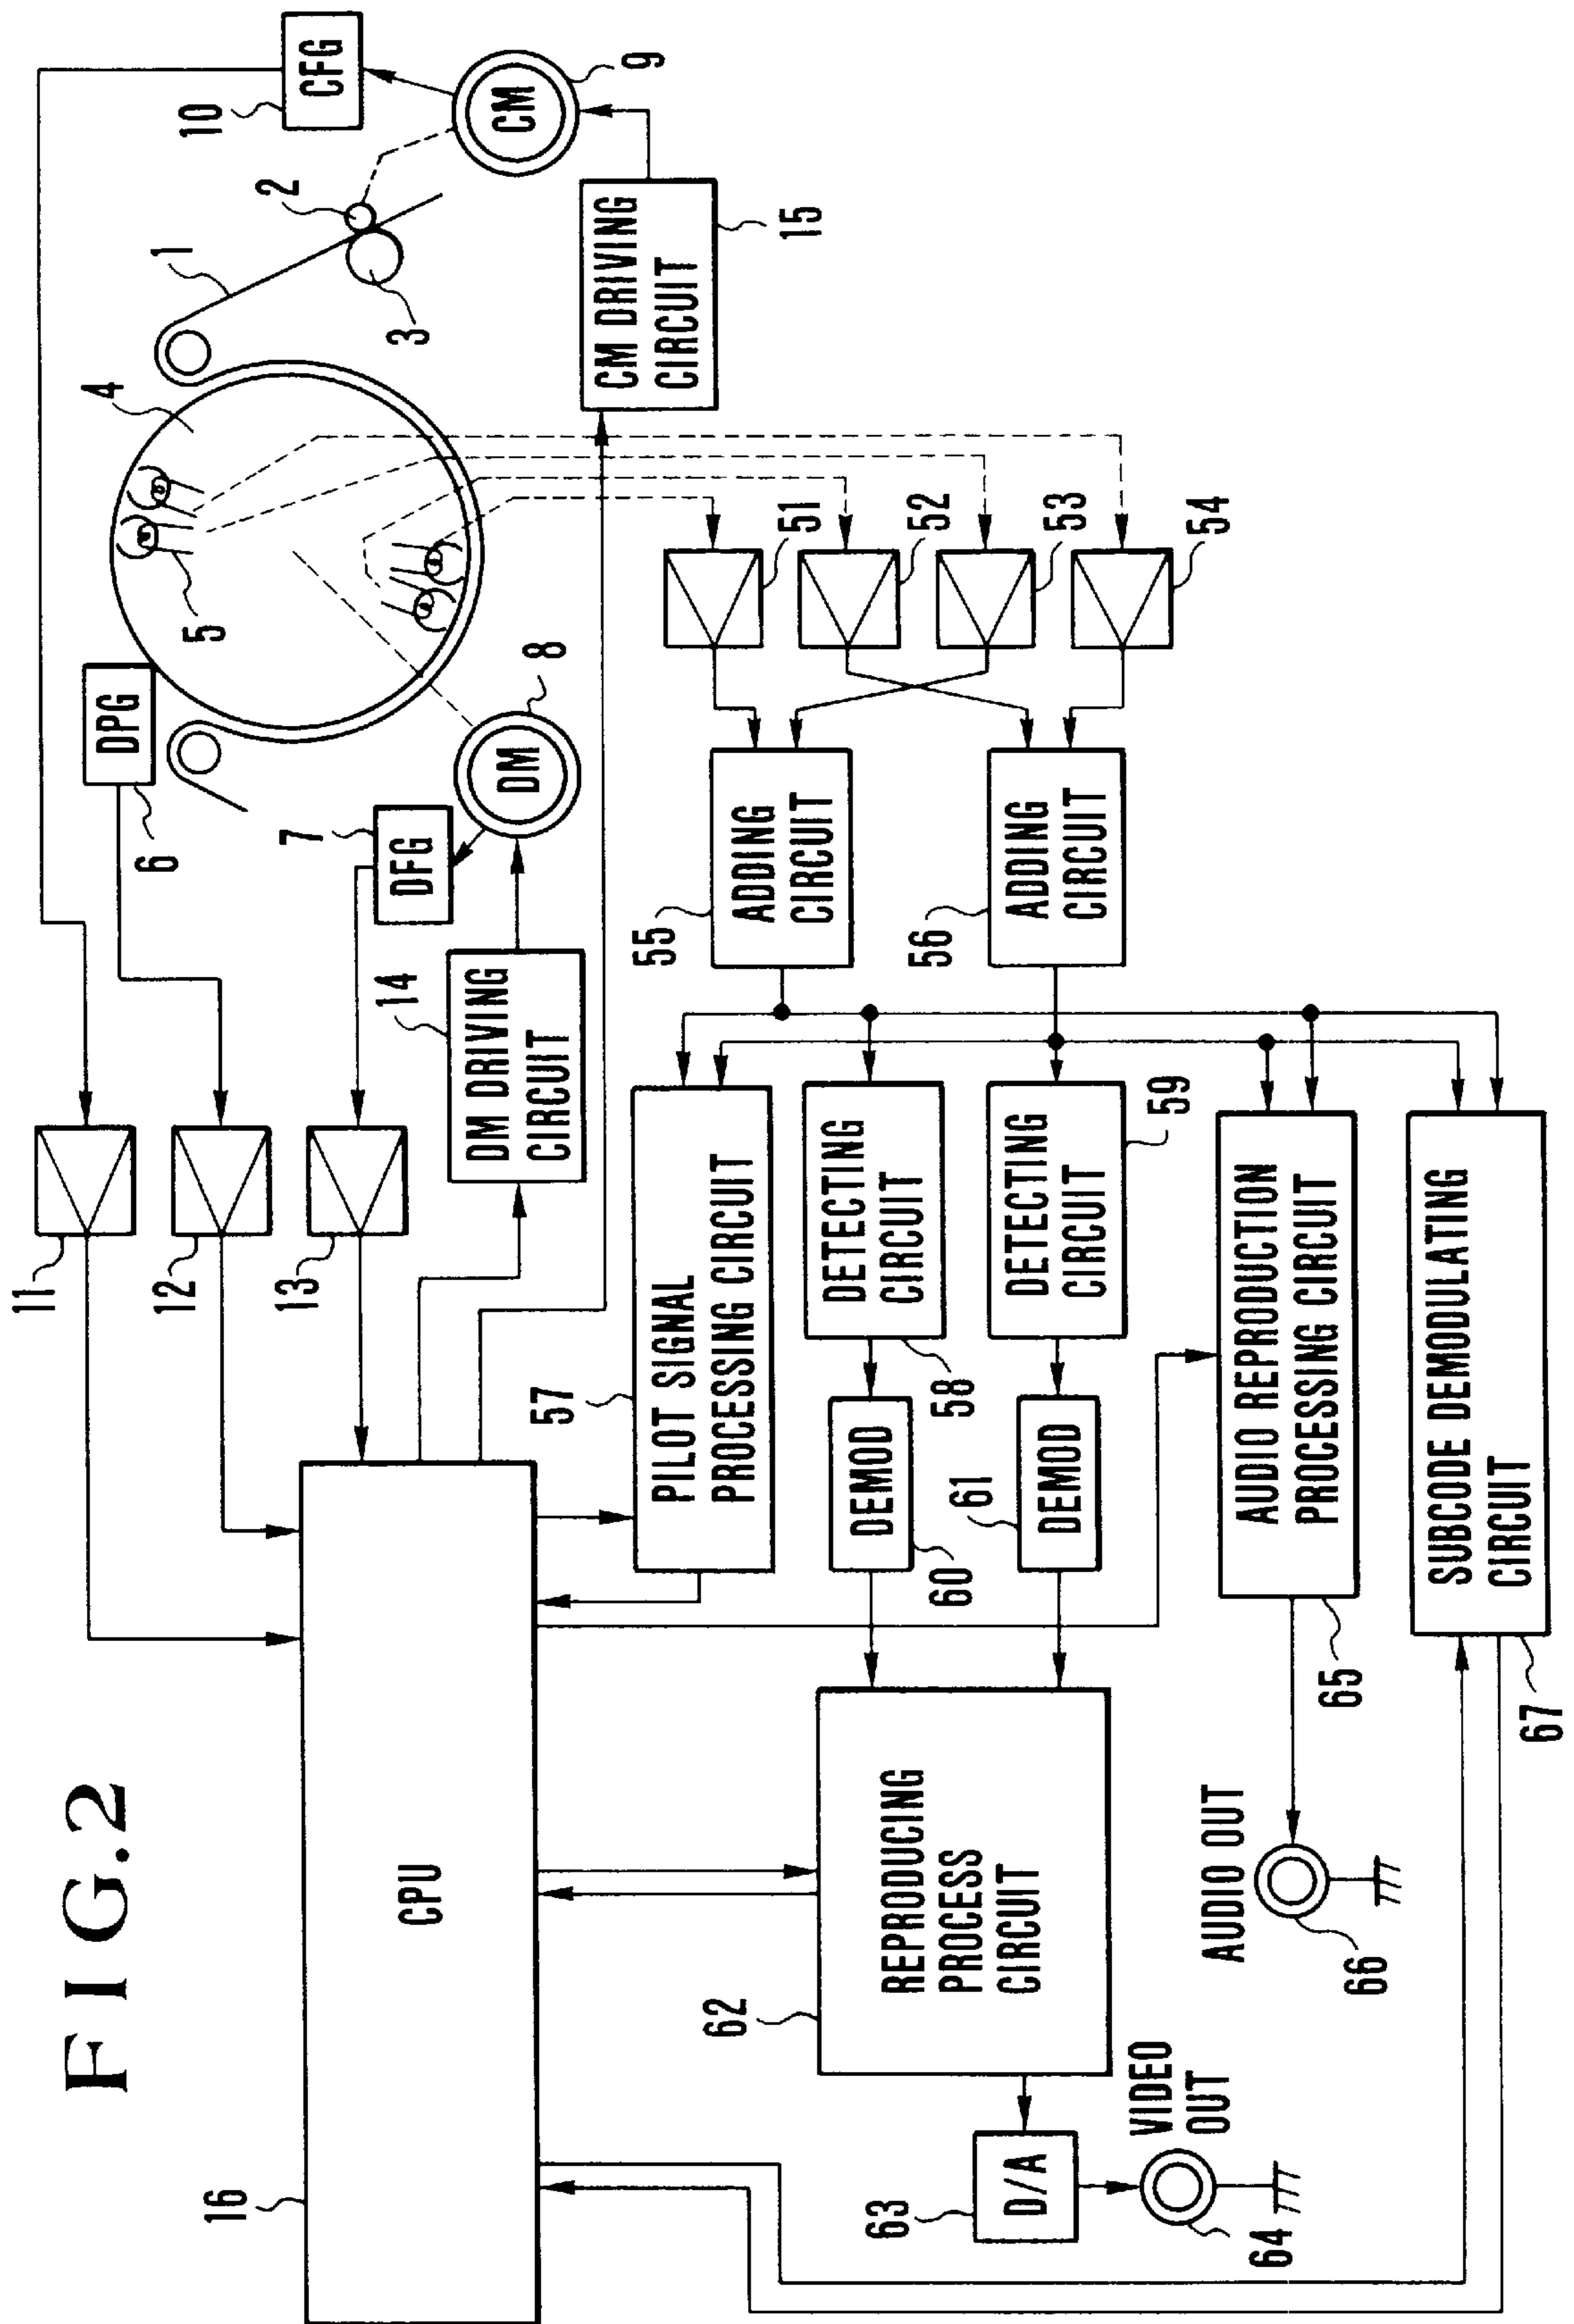 FIG.2
16
CPU
11
12
13
14
DM DRIVING
CIRCUIT
DFG
7
DM
8
DPG
6
5
4
1
2
3
10
CFG
CM
9
CM DRIVING
CIRCUIT
15
51
52
53
54
55
ADDING
CIRCUIT
56
ADDING
CIRCUIT
57
PILOT SIGNAL
PROCESSING CIRCUIT
DETECTING
CIRCUIT
58
DETECTING
CIRCUIT
59
DEMOD
60
61
DEMOD
62
REPRODUCING
PROCESS
CIRCUIT
63
D/A
VIDEO
OUT
64
AUDIO REPRODUCTION
PROCESSING CIRCUIT
65
AUDIO OUT
66
SUBCODE DEMODULATING
CIRCUIT
67